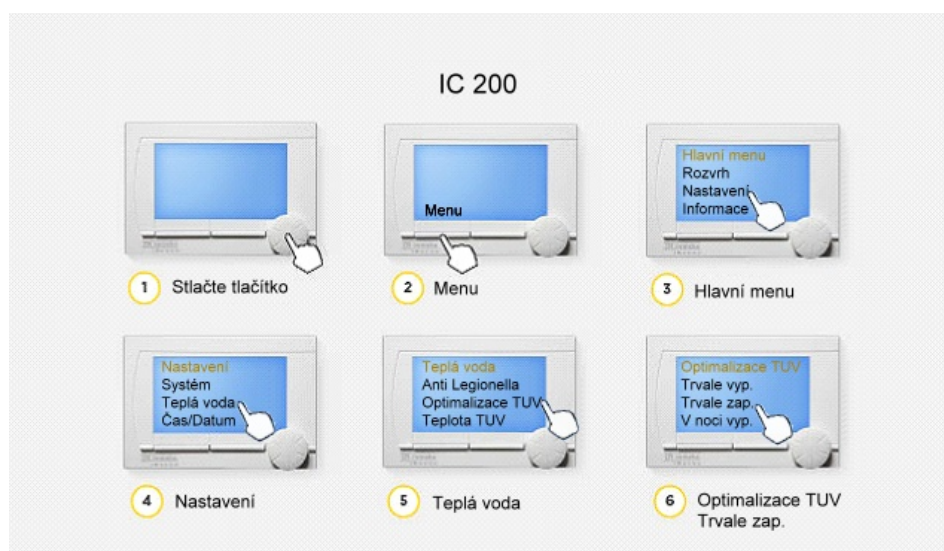 IC 200
Menu
Hlavní menu
Rozvrh
Nastavení
Informace
1 Stlačte tlačítko
2 Menu
3 Hlavní menu
Nastavení
Systém
Teplá voda
Čas/Datum
Teplá voda
Anti Legionella
Optimalizace TUV
Teplota TUV
Optimalizace TUV
Trvale vyp.
Trvale zap.
V noci vyp.
4 Nastavení
5 Teplá voda
6 Optimalizace TUV
Trvale zap.